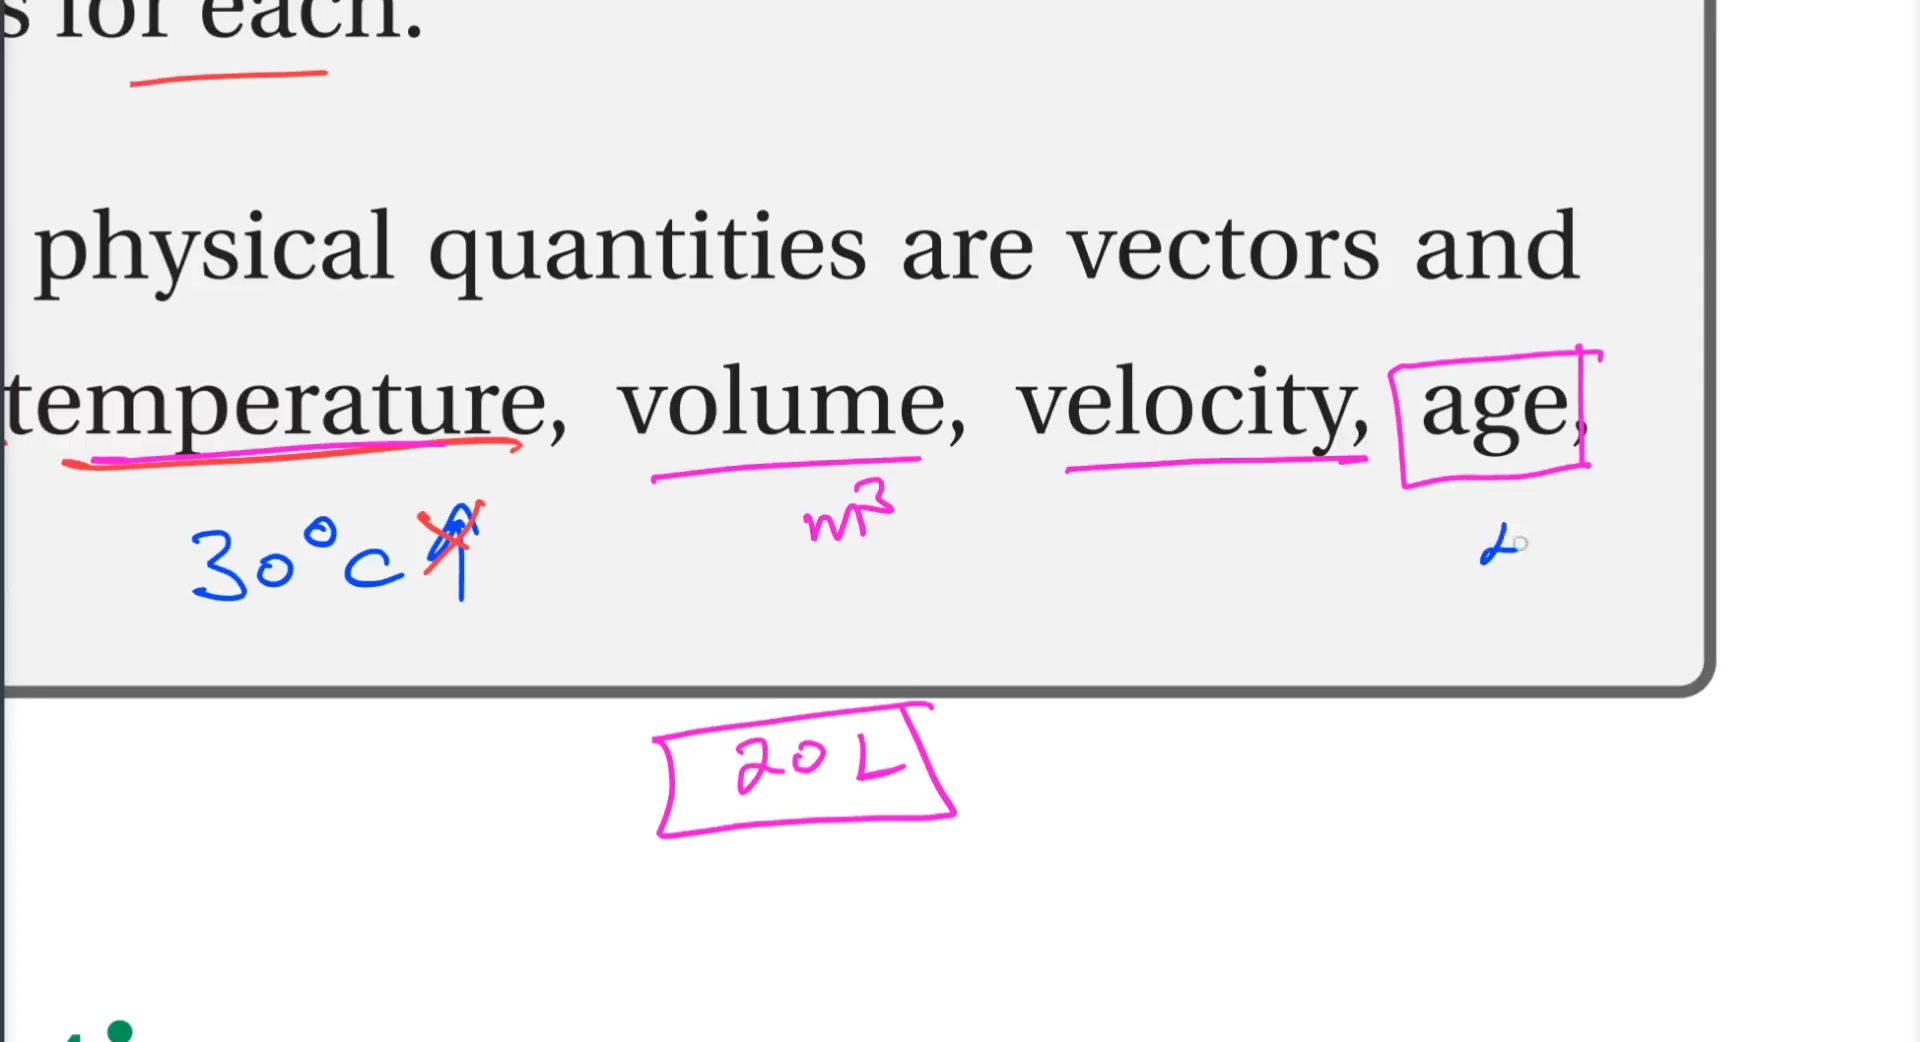 s for each.
physical quantities are vectors and
temperature, volume, velocity, age,
30°C
m³
20 L